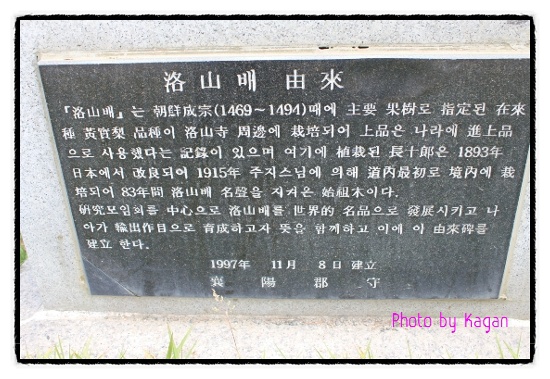 洛山배 由來
『洛山배』는 朝鮮成宗(1469～1494)때에 主要 果樹로 指定된 在來
種 黃實梨 品種이 洛山寺 周邊에 栽培되어 上品은 나라에 進上品
으로 사용했다는 記錄이 있으며 여기에 植栽된 長十郞은 1893年
日本에서 改良되어 1915年 주지스님에 의해 道內最初로 境內에 栽
培되어 83年間 洛山배 名聲을 지켜온 始祖木이다.
研究모임회를 中心으로 洛山배를 世界的 名品으로 發展시키고 나
아가 輸出作目으로 育成하고자 뜻을 함께하고 이에 이 由來碑를
建立 한다.
1997年 11月 8日 建立
襄陽郡守
Photo by Kagan